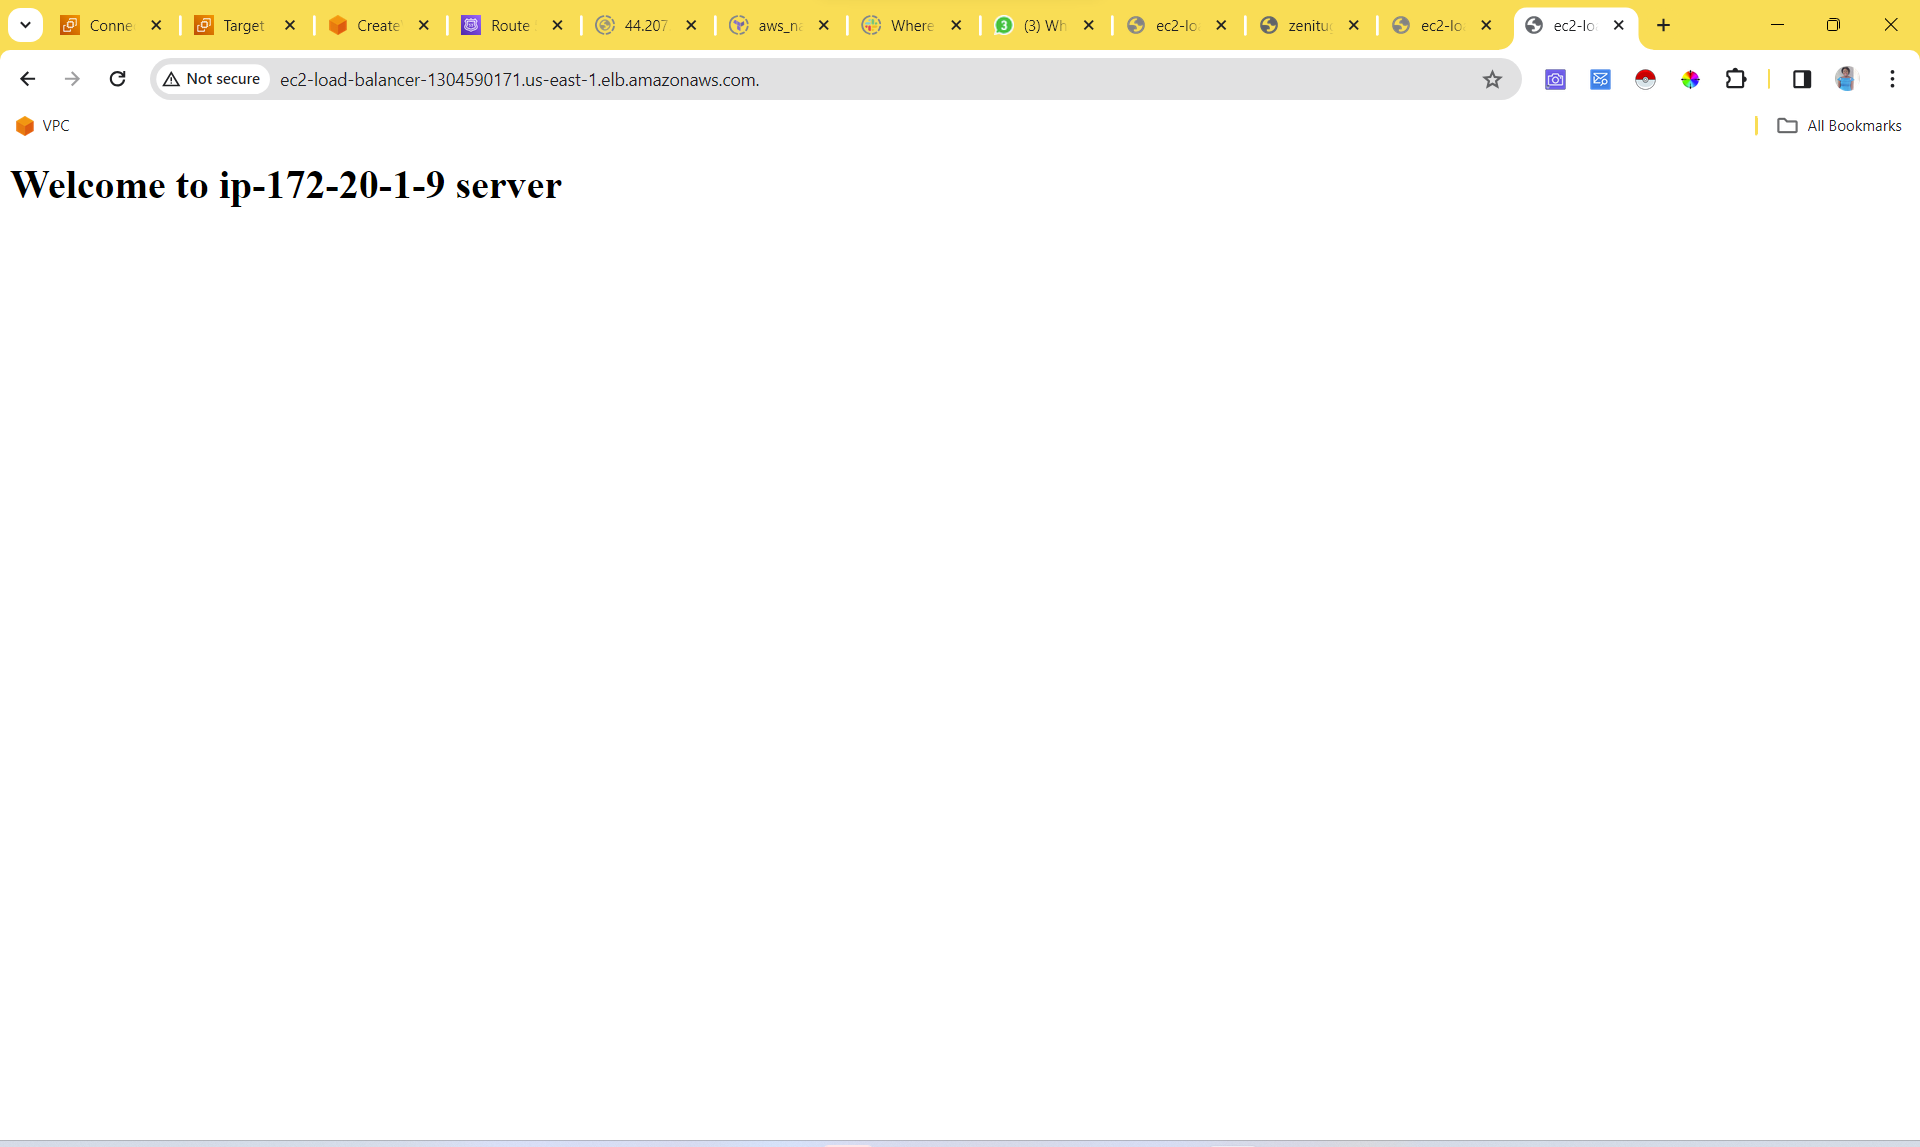 Conne
Target
Create
Route
44.207
aws_na
Where
3
(3) Wh
ec2-lo
zenitu
ec2-lo
ec2-lo
Not secure
ec2-load-balancer-1304590171.us-east-1.elb.amazonaws.com.
VPC
All Bookmarks
Welcome to ip-172-20-1-9 server